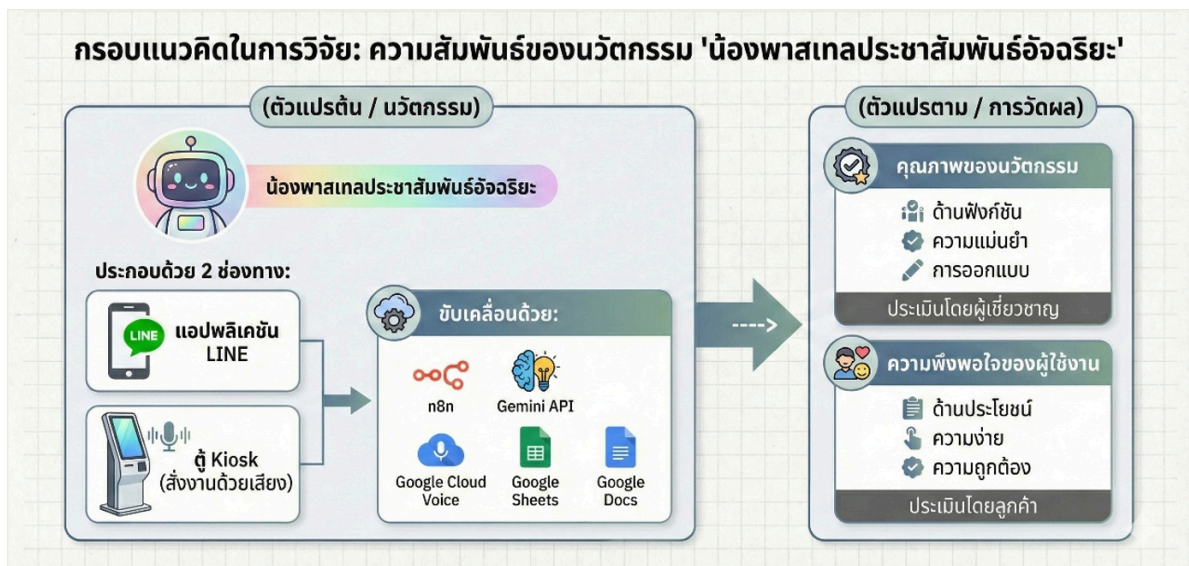 กรอบแนวคิดในการวิจัย: ความสัมพันธ์ของนวัตกรรม 'น้องพาสเทลประชาสัมพันธ์อัจฉริยะ'
(ตัวแปรต้น / นวัตกรรม)
น้องพาสเทลประชาสัมพันธ์อัจฉริยะ
ประกอบด้วย 2 ช่องทาง:
LINE
แอปพลิเคชัน
LINE
ตู้ Kiosk
(สั่งงานด้วยเสียง)
ขับเคลื่อนด้วย:
n8n
Gemini API
Google Cloud
Voice
Google
Sheets
Google
Docs
(ตัวแปรตาม / การวัดผล)
คุณภาพของนวัตกรรม
ด้านฟังก์ชัน
ความแม่นยำ
การออกแบบ
ประเมินโดยผู้เชี่ยวชาญ
ความพึงพอใจของผู้ใช้งาน
ด้านประโยชน์
ความง่าย
ความถูกต้อง
ประเมินโดยลูกค้า